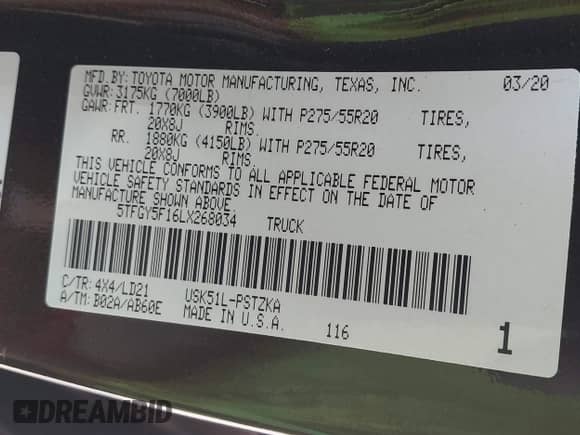 MFD.BY:TOYOTA MOTOR MANUFACTURING, TEXAS, INC. 03/20
GVWR:3175KG (7000LB)
GAWR:FRT. 1770KG (3900LB) WITH P275/55R20 TIRES,
20X8J RIMS.
RR. 1880KG (4150LB) WITH P275/55R20 TIRES,
20X8J RIMS.
THIS VEHICLE CONFORMS TO ALL APPLICABLE FEDERAL MOTOR
VEHICLE SAFETY STANDARDS IN EFFECT ON THE DATE OF
MANUFACTURE SHOWN ABOVE.
5TFGY5F16LX268034 TRUCK
C/TR:4X4/LD21 USK51L-PSTZKA
A/TM:B02A/AB60E MADE IN U.S.A. 116 1
DREAMBID